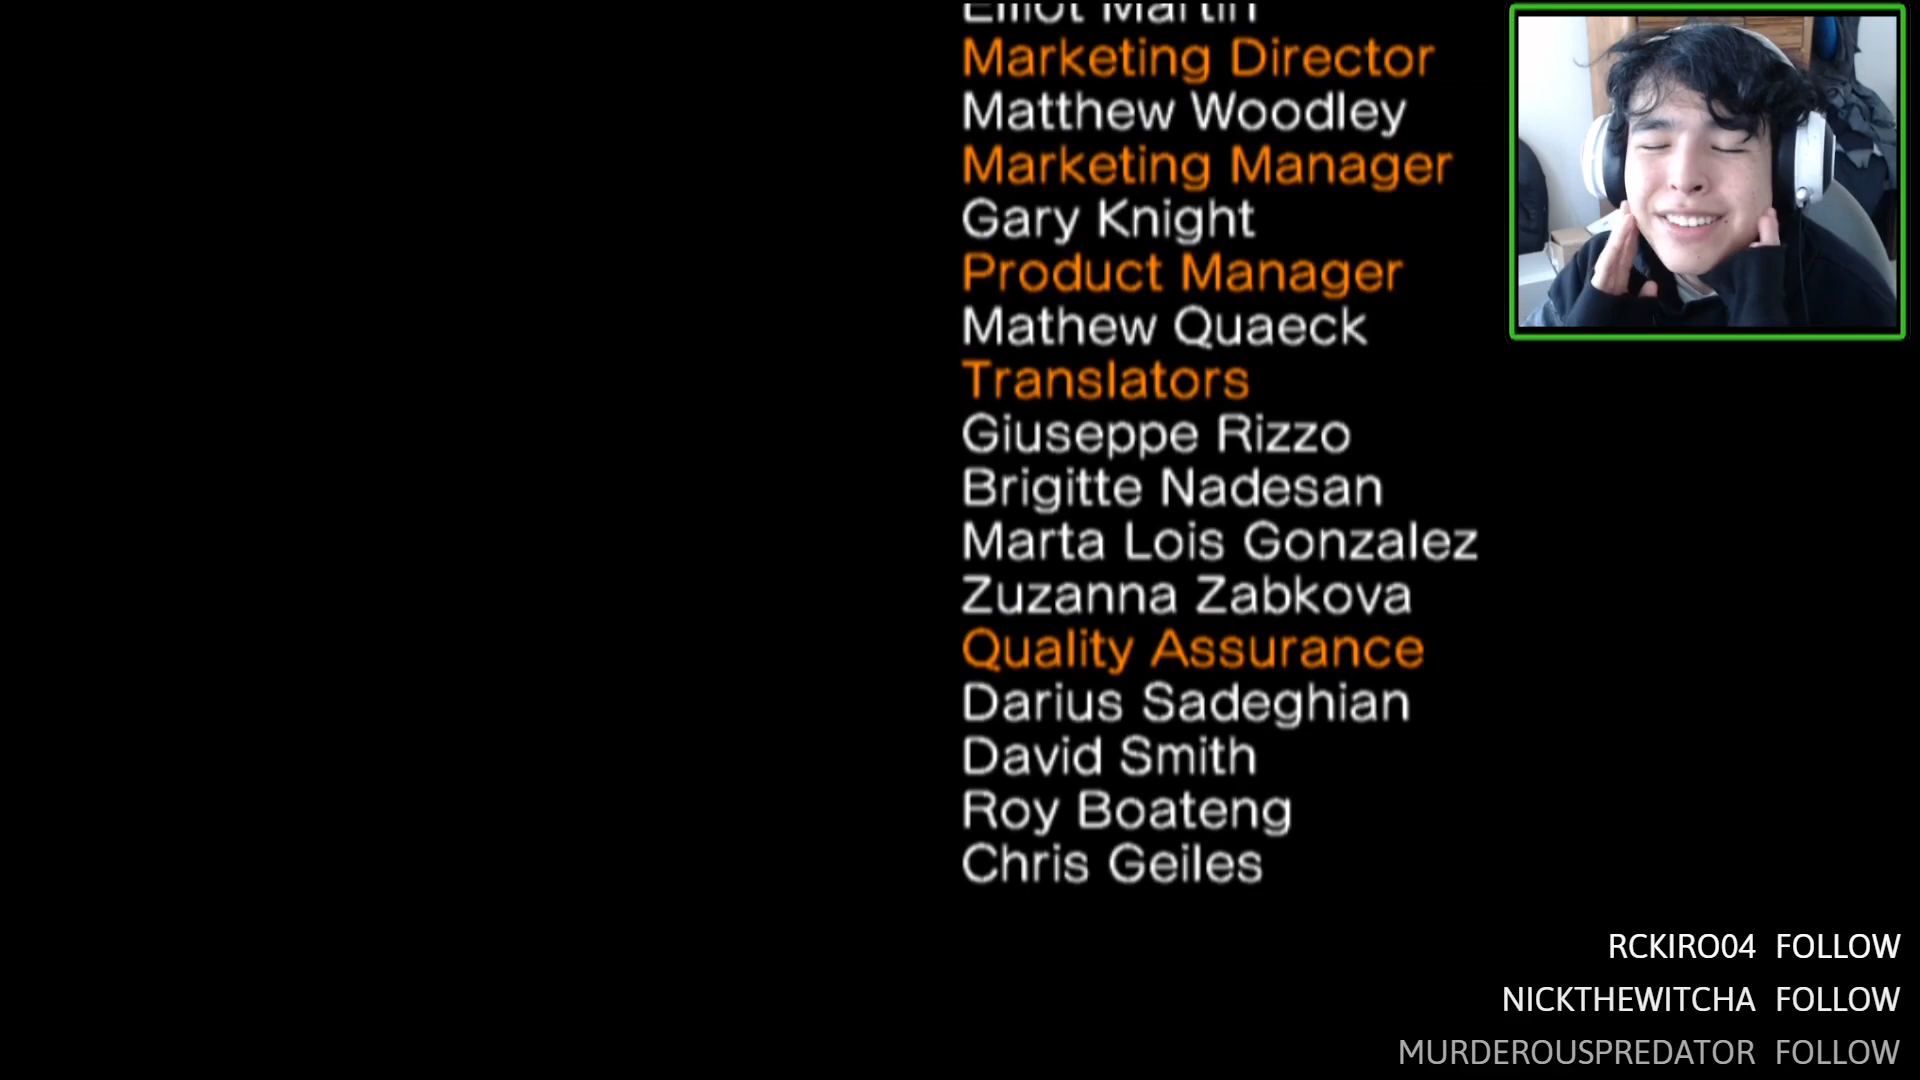 Elliot Martin
Marketing Director
Matthew Woodley
Marketing Manager
Gary Knight
Product Manager
Mathew Quaeck
Translators
Giuseppe Rizzo
Brigitte Nadesan
Marta Lois Gonzalez
Zuzanna Zabkova
Quality Assurance
Darius Sadeghian
David Smith
Roy Boateng
Chris Geiles
RCKIRO04 FOLLOW
NICKTHEWITCHA FOLLOW
MURDEROUSPREDATOR FOLLOW